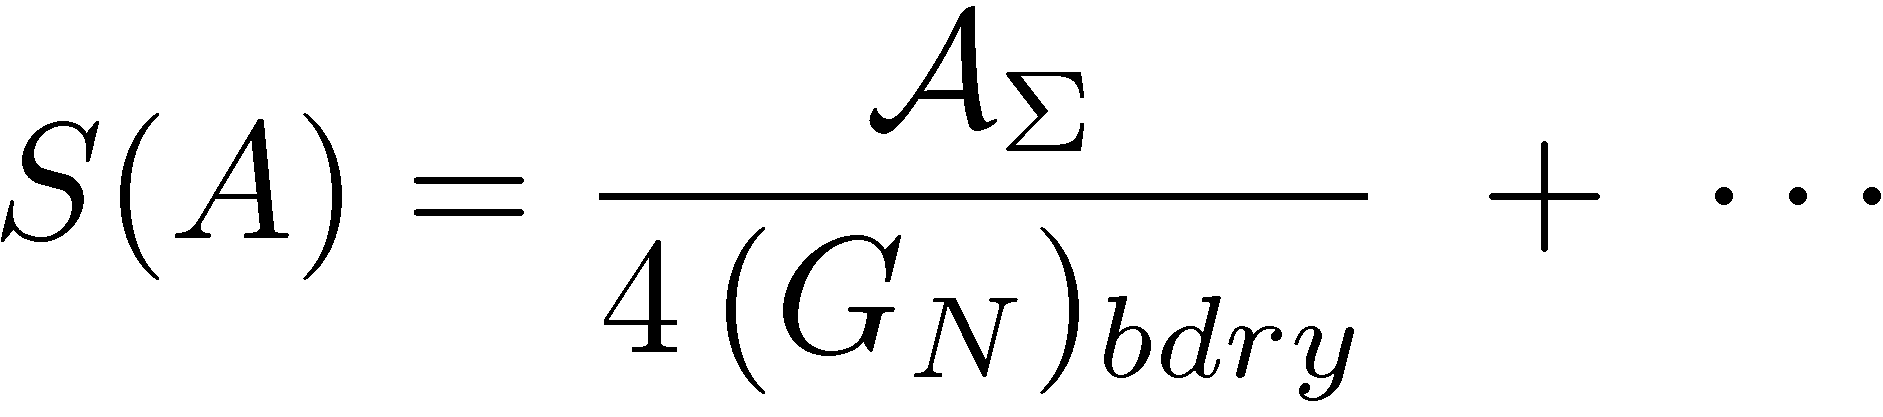 S(A) = \frac{\mathcal{A}_{\Sigma}}{4\,(G_N)_{bdry}} + \cdots